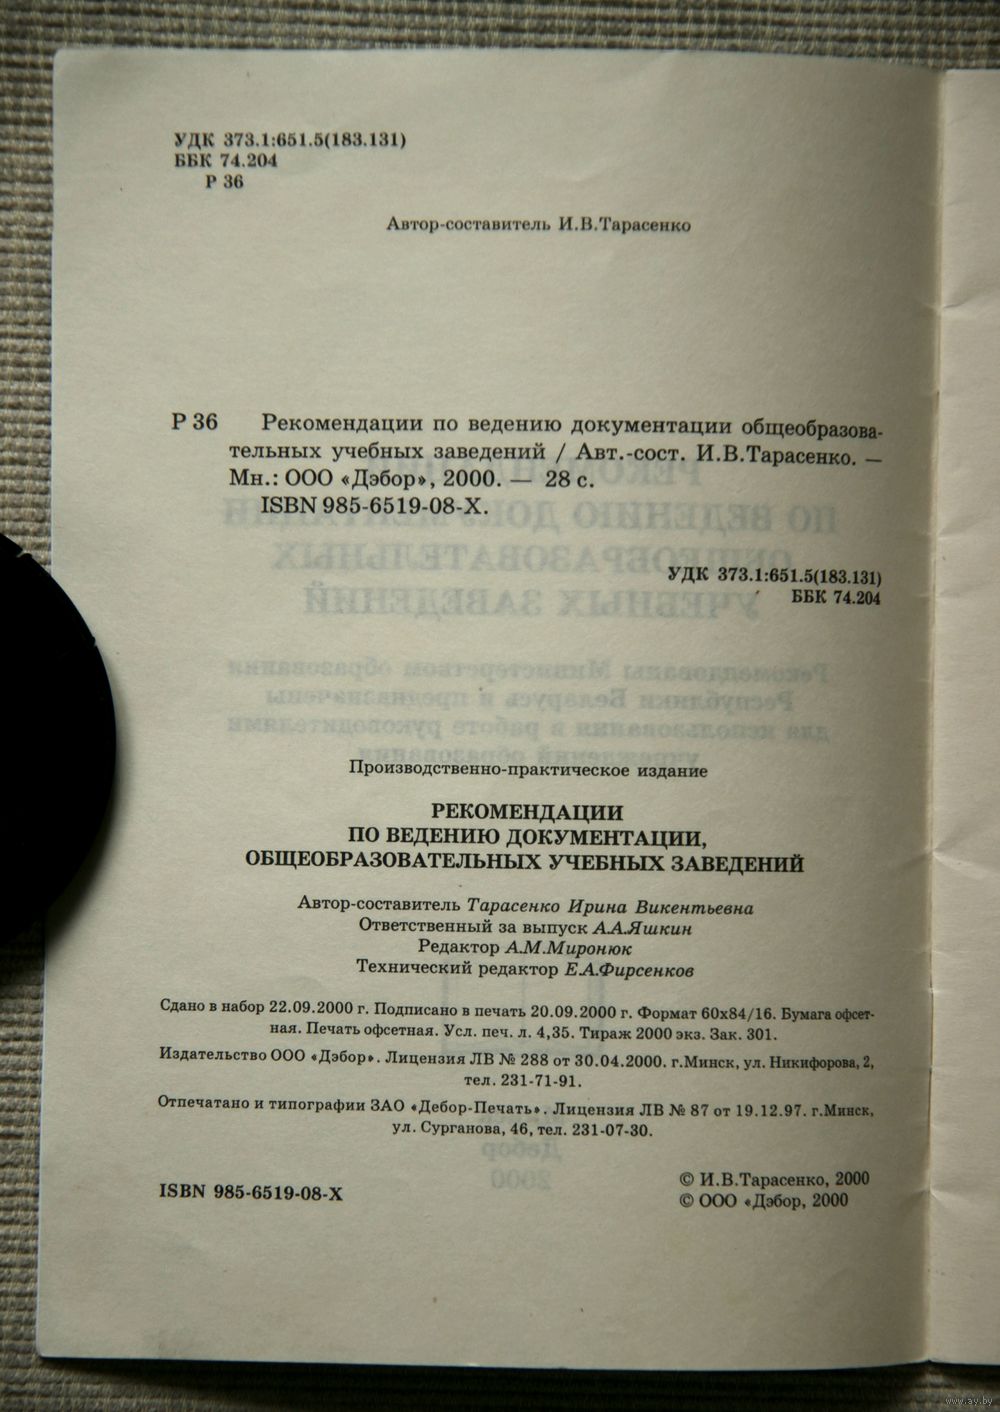 УДК 373.1:651.5(183.131)
ББК 74.204
Р 36
Автор-составитель И.В.Тарасенко
Р 36 Рекомендации по ведению документации общеобразова-
тельных учебных заведений / Авт.-сост. И.В.Тарасенко. —
Мн.: ООО «Дэбор», 2000. — 28 с.
ISBN 985-6519-08-X.
УДК 373.1:651.5(183.131)
ББК 74.204
Производственно-практическое издание
РЕКОМЕНДАЦИИ
ПО ВЕДЕНИЮ ДОКУМЕНТАЦИИ,
ОБЩЕОБРАЗОВАТЕЛЬНЫХ УЧЕБНЫХ ЗАВЕДЕНИЙ
Автор-составитель Тарасенко Ирина Викентьевна
Ответственный за выпуск А.А.Яшкин
Редактор А.М.Миронюк
Технический редактор Е.А.Фирсенков
Сдано в набор 22.09.2000 г. Подписано в печать 20.09.2000 г. Формат 60х84/16. Бумага офсет-
ная. Печать офсетная. Усл. печ. л. 4,35. Тираж 2000 экз. Зак. 301.
Издательство ООО «Дэбор». Лицензия ЛВ № 288 от 30.04.2000. г.Минск, ул. Никифорова, 2,
тел. 231-71-91.
Отпечатано и типографии ЗАО «Дебор-Печать». Лицензия ЛВ № 87 от 19.12.97. г.Минск,
ул. Сурганова, 46, тел. 231-07-30.
ISBN 985-6519-08-X
© И.В.Тарасенко, 2000
© ООО «Дэбор, 2000
www.ay.by